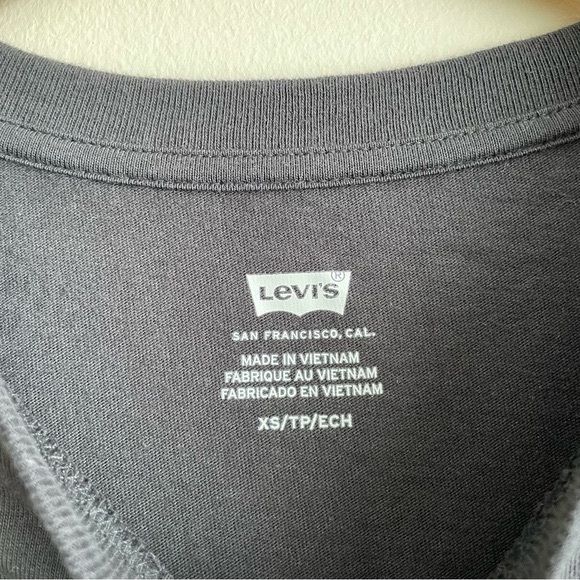 Levi's®
SAN FRANCISCO, CAL.
MADE IN VIETNAM
FABRIQUE AU VIETNAM
FABRICADO EN VIETNAM
XS/TP/ECH